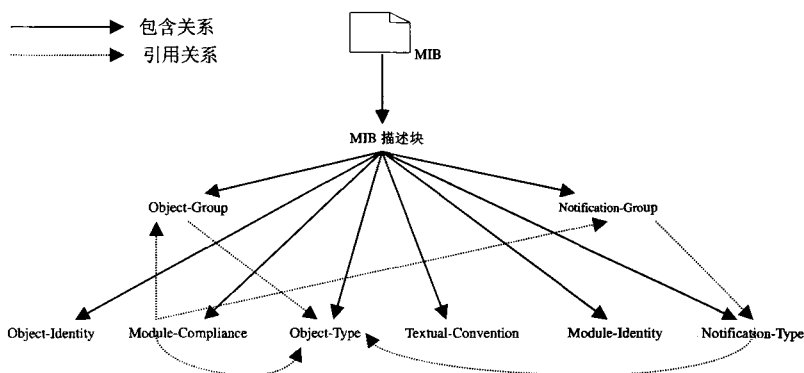 包含关系
引用关系
MIB
MIB 描述块
Object-Group
Notification-Group
Object-Identity
Module-Compliance
Object-Type
Textual-Convention
Module-Identity
Notification-Type